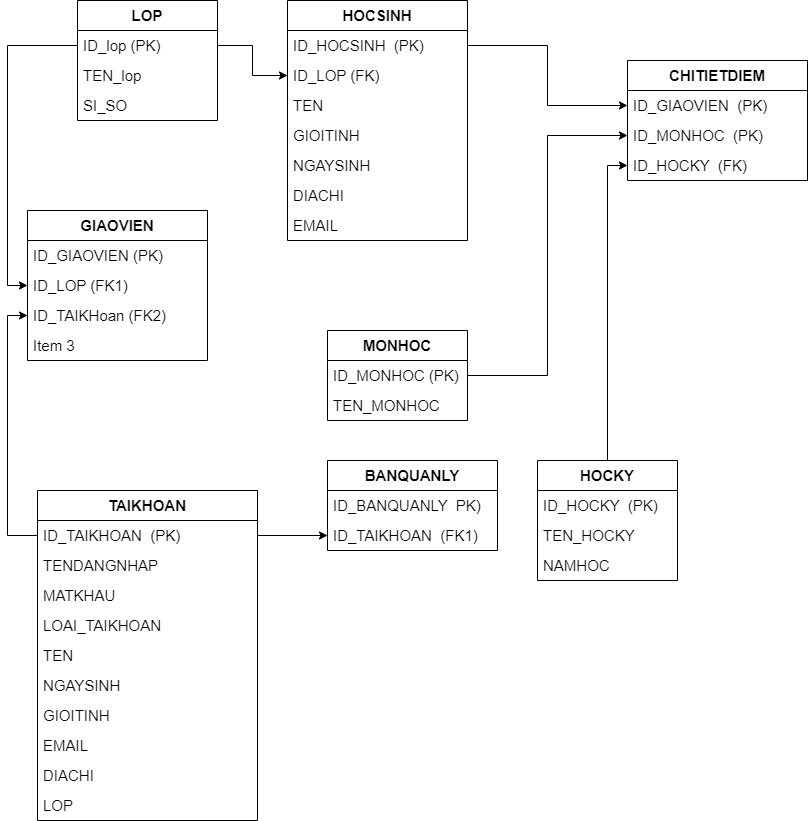 LOP
ID_lop (PK)
TEN_lop
SI_SO
HOCSINH
ID_HOCSINH (PK)
ID_LOP (FK)
TEN
GIOITINH
NGAYSINH
DIACHI
EMAIL
CHITIETDIEM
ID_GIAOVIEN (PK)
ID_MONHOC (PK)
ID_HOCKY (FK)
GIAOVIEN
ID_GIAOVIEN (PK)
ID_LOP (FK1)
ID_TAIKHoan (FK2)
Item 3
MONHOC
ID_MONHOC (PK)
TEN_MONHOC
TAIKHOAN
ID_TAIKHOAN (PK)
TENDANGNHAP
MATKHAU
LOAI_TAIKHOAN
TEN
NGAYSINH
GIOITINH
EMAIL
DIACHI
LOP
BANQUANLY
ID_BANQUANLY PK)
ID_TAIKHOAN (FK1)
HOCKY
ID_HOCKY (PK)
TEN_HOCKY
NAMHOC